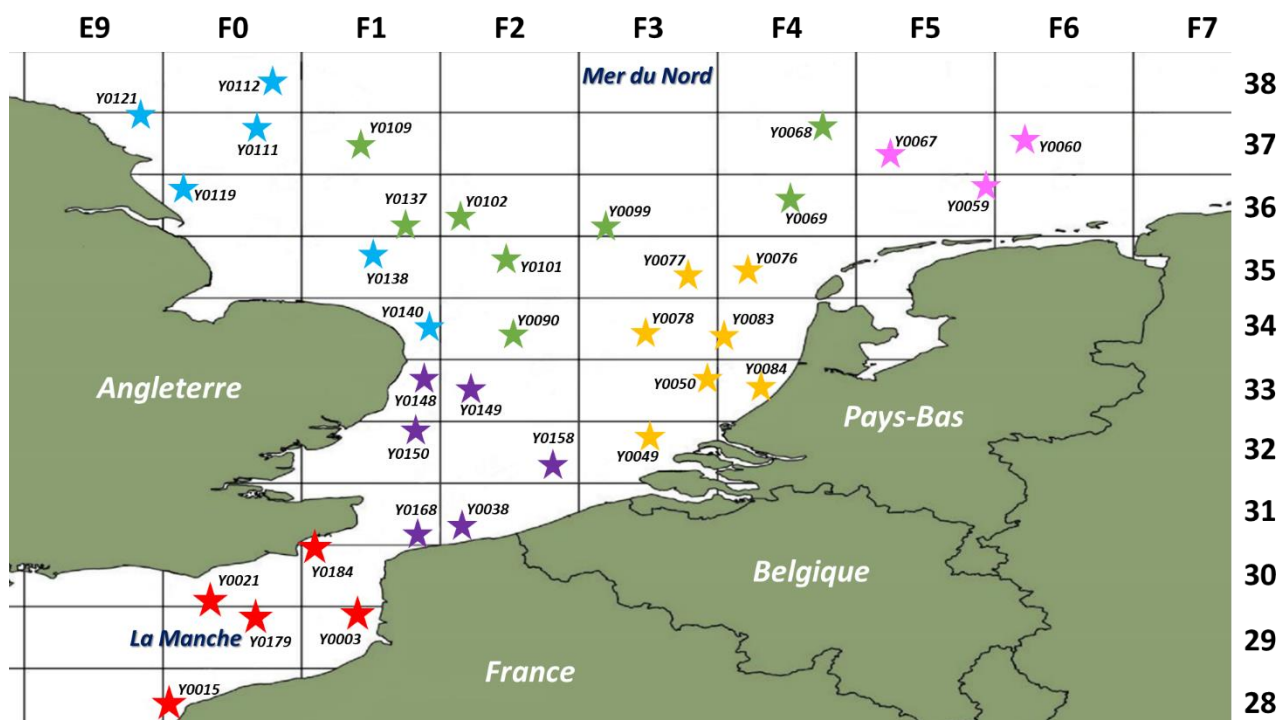 E9 F0 F1 F2 F3 F4 F5 F6 F7
Mer du Nord
38
Y0112
Y0121
Y0109
Y0068
Y0111
Y0067
Y0060
37
Y0119
Y0137
Y0102
Y0099
Y0069
Y0059
36
Y0138
Y0101
Y0077
Y0076
35
Y0140
Y0090
Y0078
Y0083
34
Angleterre
Y0148
Y0149
Y0050
Y0084
33
Pays-Bas
Y0150
Y0158
Y0049
32
Y0168
Y0038
31
Y0184
Y0021
Belgique
30
La Manche
Y0179
Y0003
29
France
Y0015
28